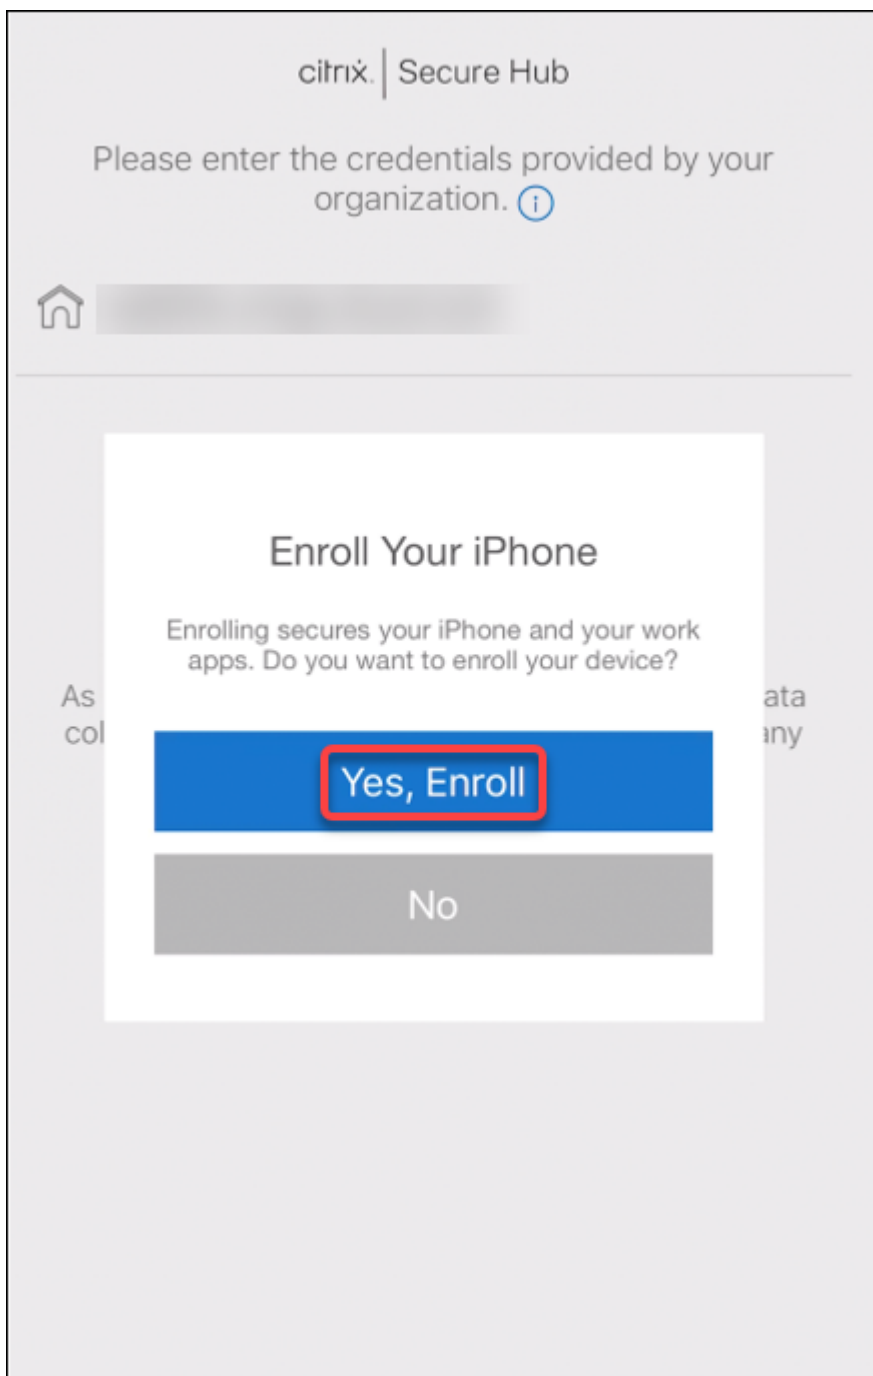 citrix. | Secure Hub
Please enter the credentials provided by your
organization.
Enroll Your iPhone
Enrolling secures your iPhone and your work
apps. Do you want to enroll your device?
As ata
col any
Yes, Enroll
No